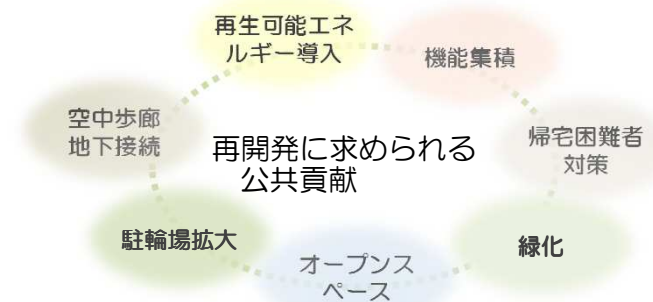 再生可能エネ
ルギー導入
機能集積
空中歩廊
地下接続
再開発に求められる
公共貢献
帰宅困難者
対策
駐輪場拡大
緑化
オープンス
ペース